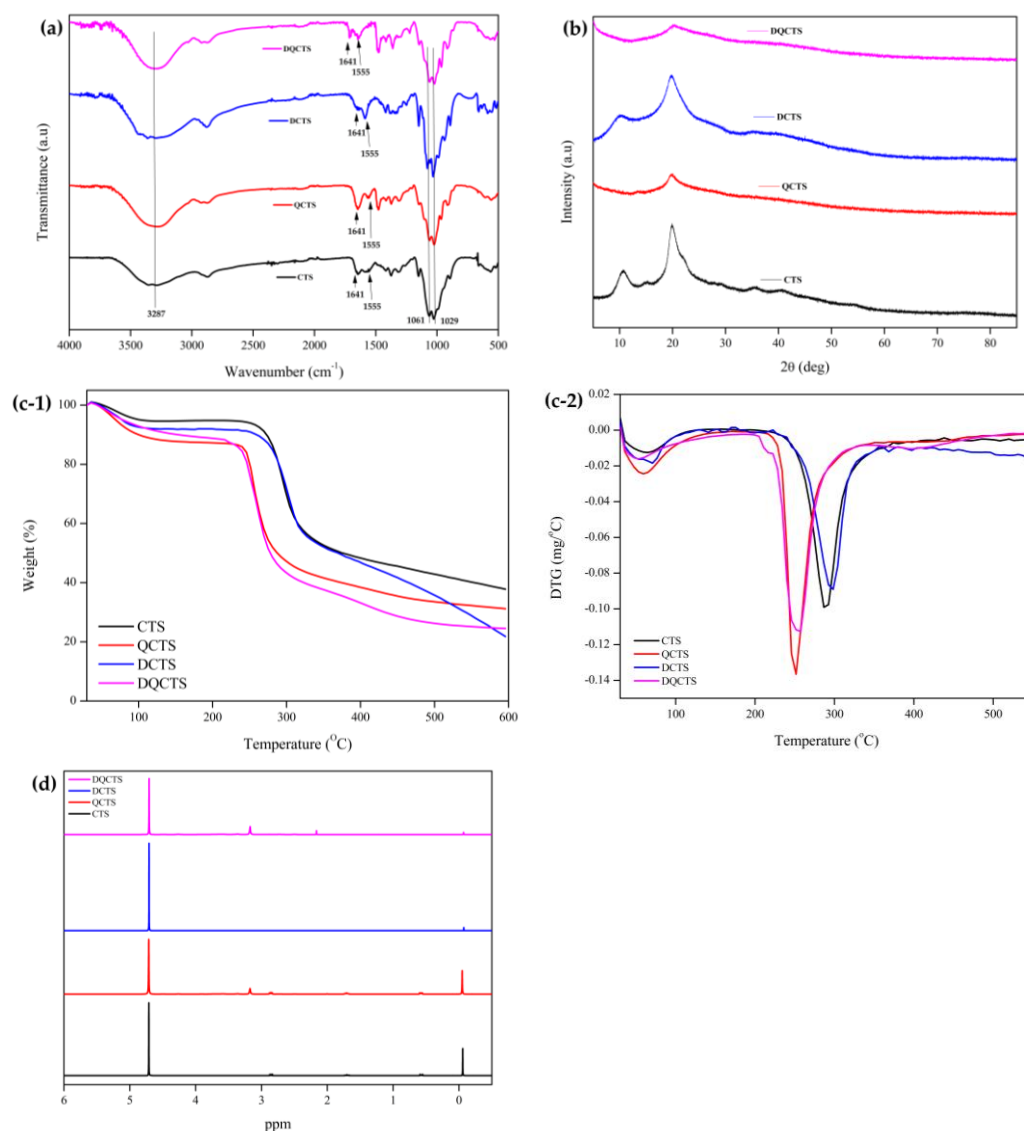 (a)
DQCTS
1641
1555
DCTS
1641
1555
QCTS
1641
1555
CTS
1641
1555
3287
1061
1029
4000 3500 3000 2500 2000 1500 1000 500
Wavenumber (cm-1)
Transmittance (a.u)
(b)
DQCTS
DCTS
QCTS
CTS
10 20 30 40 50 60 70 80
2θ (deg)
Intensity (a.u)
(c-1)
100
80
60
40
20
0
CTS
QCTS
DCTS
DQCTS
100 200 300 400 500 600
Temperature (OC)
Weight (%)
(c-2)
0.02
0.00
-0.02
-0.04
-0.06
-0.08
-0.10
-0.12
-0.14
CTS
QCTS
DCTS
DQCTS
100 200 300 400 500
Temperature (oC)
DTG (mg/°C)
(d)
DQCTS
DCTS
QCTS
CTS
6 5 4 3 2 1 0
ppm